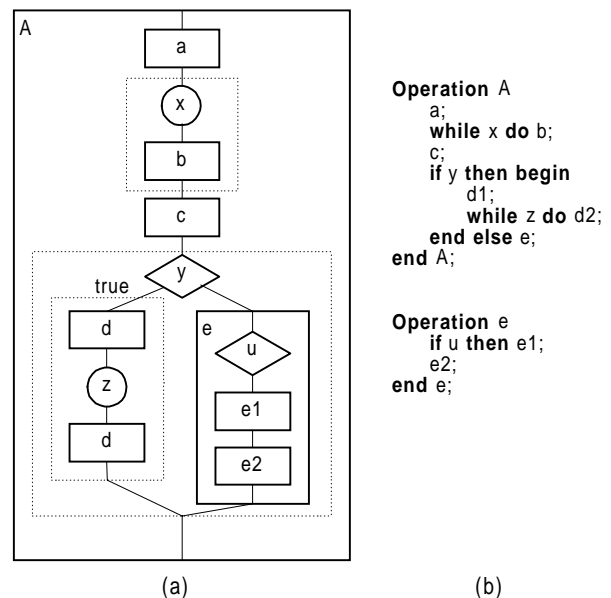 A
a
x
b
c
y
true
d
z
d
e
u
e1
e2
(a)
Operation A
a;
while x do b;
c;
if y then begin
d1;
while z do d2;
end else e;
end A;
Operation e
if u then e1;
e2;
end e;
(b)